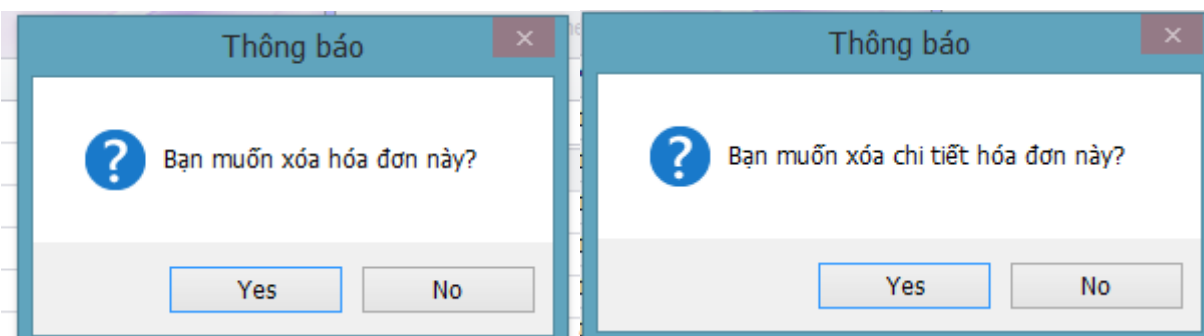 Thông báo
Bạn muốn xóa hóa đơn này?
Yes
No
Thông báo
Bạn muốn xóa chi tiết hóa đơn này?
Yes
No